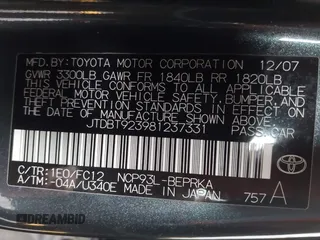 MFD.BY:TOYOTA MOTOR CORPORATION 12/07
GVWR 3300LB GAWR FR 1840LB RR 1820LB
THIS VEHICLE CONFORMS TO ALL APPLICABLE
FEDERAL MOTOR VEHICLE SAFETY, BUMPER, AND
THEFT PREVENTION STANDARDS IN EFFECT ON
THE DATE OF MANUFACTURE SHOWN ABOVE.
JTDBT923981237331 PASS.CAR
C/TR:1E0/FC12 NCP93L-BEPRKA
A/TM:-04A/U340E MADE IN JAPAN 757A
DREAMBID